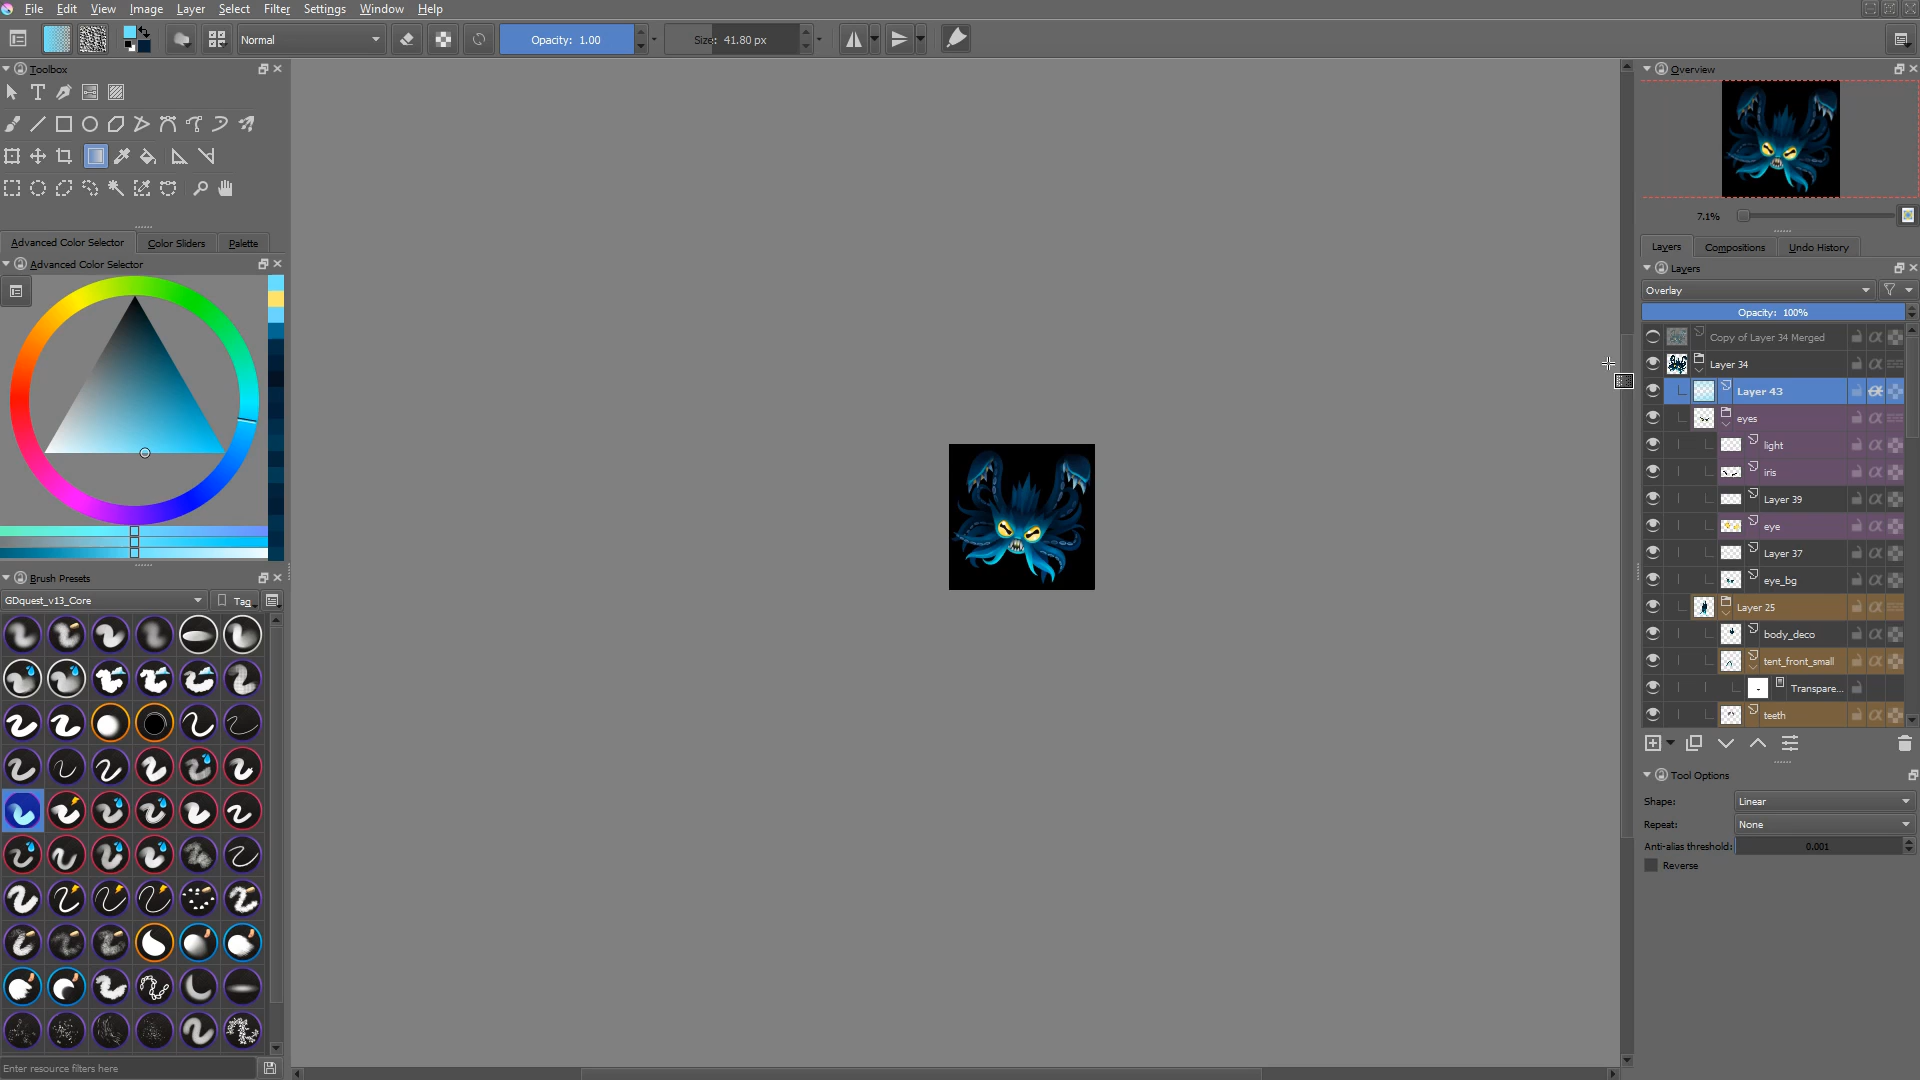 File Edit View Image Layer Select Filter Settings Window Help
Normal
Opacity: 1.00
Size: 41.80 px
Toolbox
Advanced Color Selector
Color Sliders
Palette
Advanced Color Selector
Brush Presets
GDquest_v13_Core
Tag
Enter resource filters here
Overview
7.1%
Layers
Compositions
Undo History
Layers
Overlay
Opacity: 100%
Copy of Layer 34 Merged
Layer 34
Layer 43
eyes
light
iris
Layer 39
eye
Layer 37
eye_bg
Layer 25
body_deco
tent_front_small
Transpare...
teeth
Tool Options
Shape:
Linear
Repeat:
None
Anti-alias threshold:
0.001
Reverse